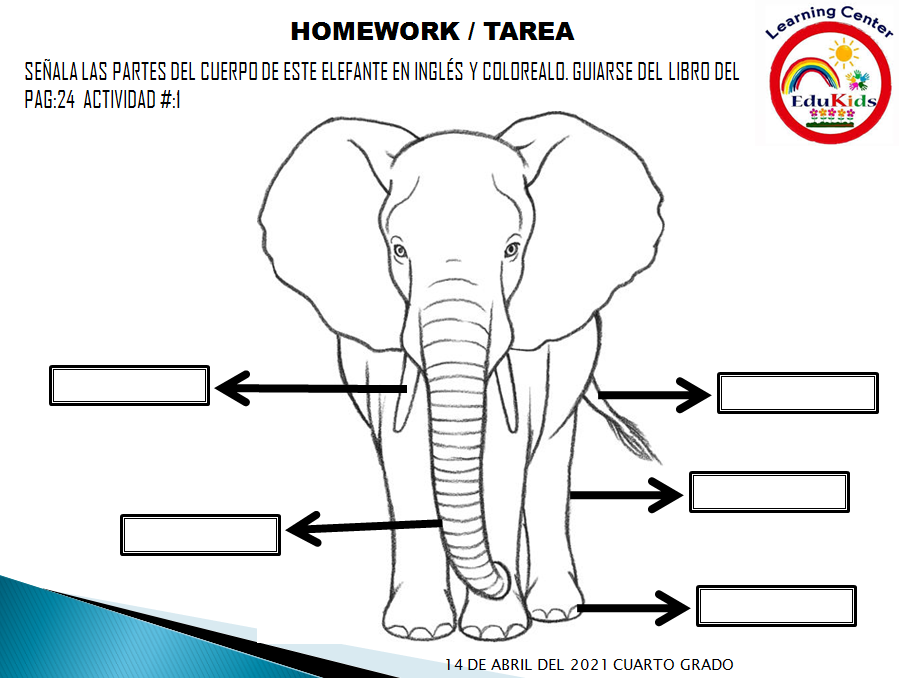 HOMEWORK / TAREA
Learning Center
EduKids
SEÑALA LAS PARTES DEL CUERPO DE ESTE ELEFANTE EN INGLÉS Y COLOREALO. GUIARSE DEL LIBRO DEL
PAG:24 ACTIVIDAD #:1
14 DE ABRIL DEL 2021 CUARTO GRADO